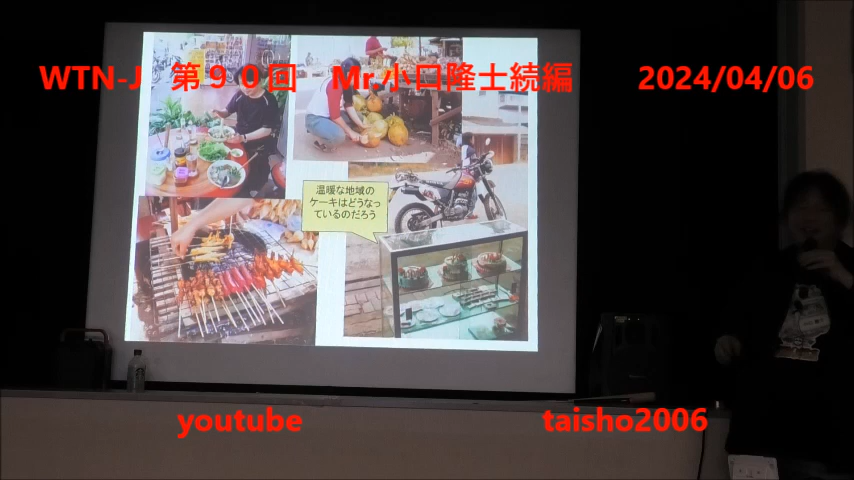 WTN-J 第９０回 Mr.小口隆士続編 2024/04/06
温暖な地域の
ケーキはどうなっ
ているのだろう
youtube taisho2006